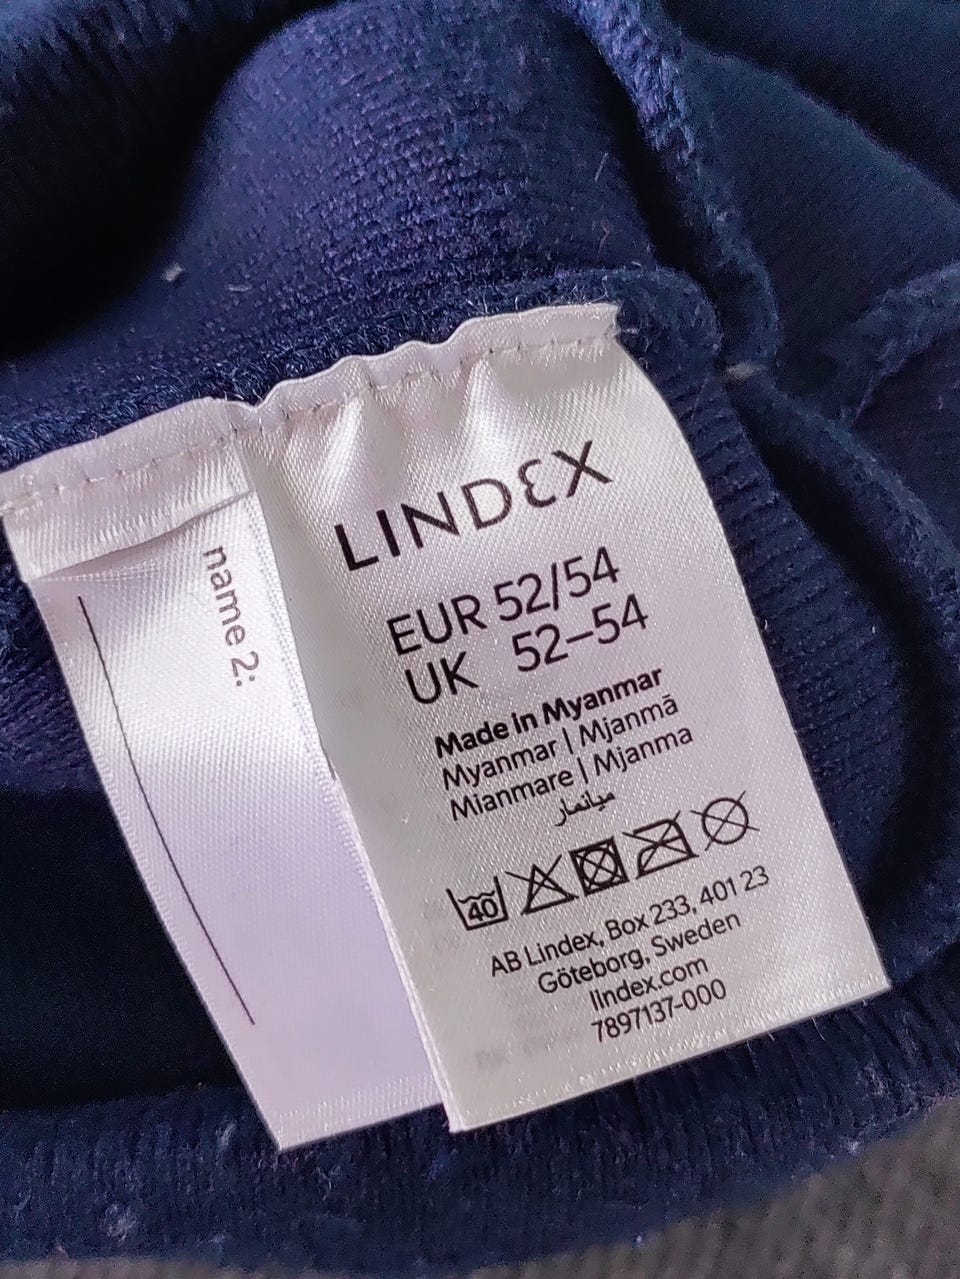 name 2:
LINDEX
EUR 52/54
UK 52–54
Made in Myanmar
Myanmar | Mjanmā
Mianmare | Mjanma
ميانمار
40
AB Lindex, Box 233, 401 23
Göteborg, Sweden
lindex.com
7897137-000